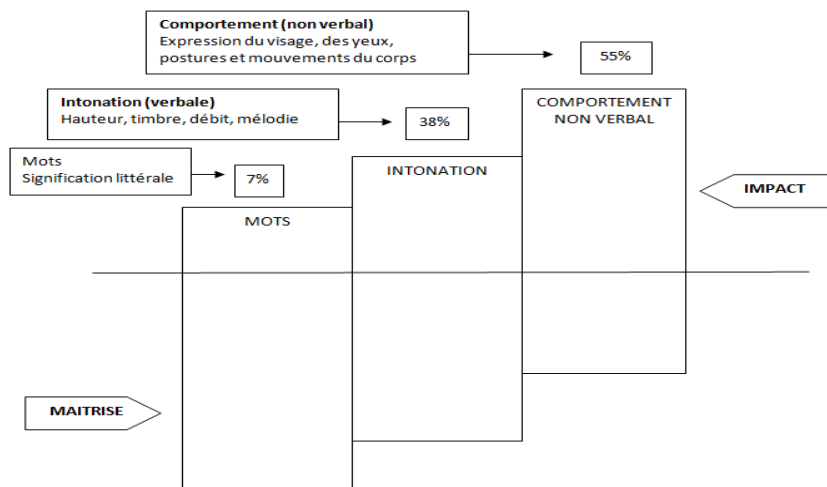 Comportement (non verbal)
Expression du visage, des yeux,
postures et mouvements du corps
55%
Intonation (verbale)
Hauteur, timbre, débit, mélodie
38%
COMPORTEMENT
NON VERBAL
Mots
Signification littérale
7%
INTONATION
IMPACT
MOTS
MAITRISE